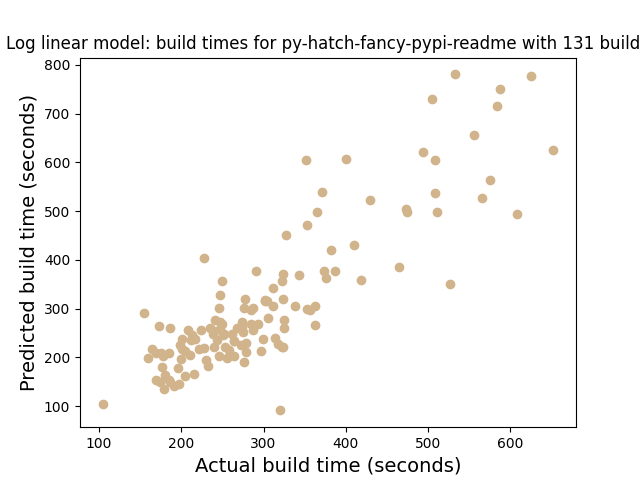 Log linear model: build times for py-hatch-fancy-pypi-readme with 131 build
Predicted build time (seconds)
800
700
600
500
400
300
200
100
100 200 300 400 500 600
Actual build time (seconds)